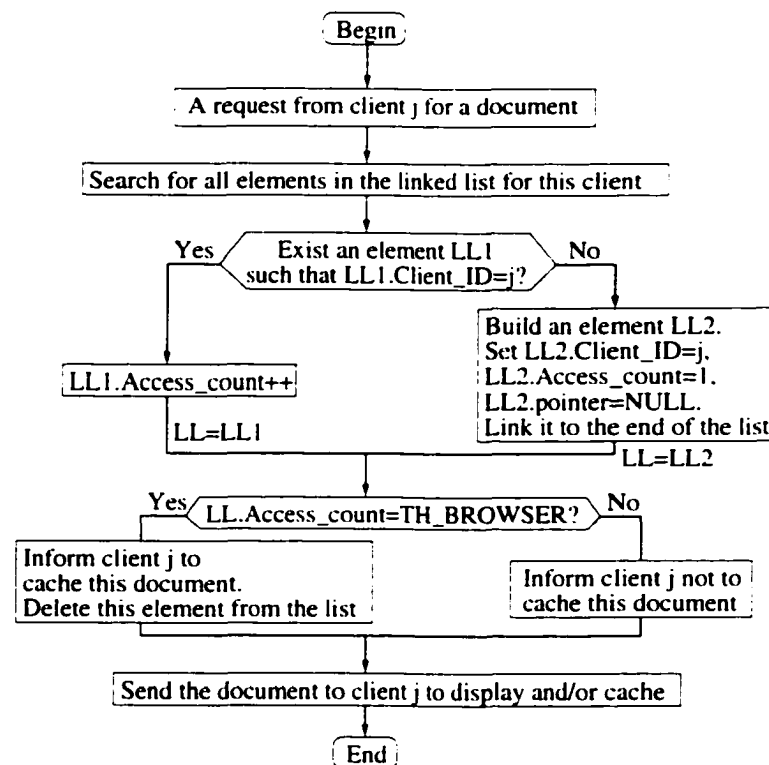 Begin
A request from client j for a document
Search for all elements in the linked list for this client
Yes
Exist an element LL1
such that LL1.Client_ID=j?
No
LL1.Access_count++
LL=LL1
Build an element LL2.
Set LL2.Client_ID=j,
LL2.Access_count=1,
LL2.pointer=NULL.
Link it to the end of the list
LL=LL2
Yes
LL.Access_count=TH_BROWSER?
No
Inform client j to
cache this document.
Delete this element from the list
Inform client j not to
cache this document
Send the document to client j to display and/or cache
End